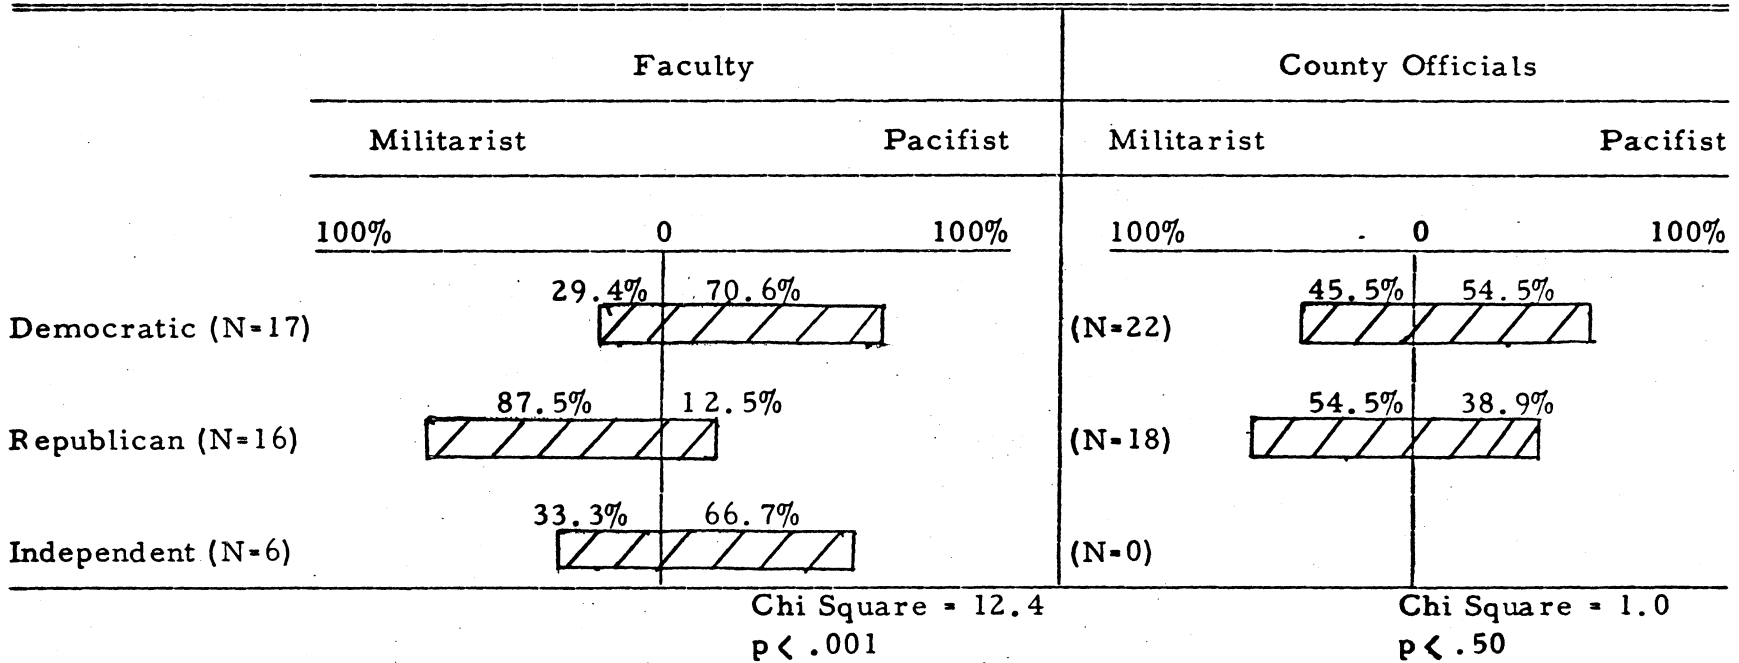 Faculty County Officials
Militarist Pacifist Militarist Pacifist
100% 0 100% 100% 0 100%
29.4% 70.6% 45.5% 54.5%
Democratic (N=17) (N=22)
87.5% 12.5% 54.5% 38.9%
Republican (N=16) (N=18)
33.3% 66.7%
Independent (N=6) (N=0)
Chi Square = 12.4 Chi Square = 1.0
p < .001 p < .50